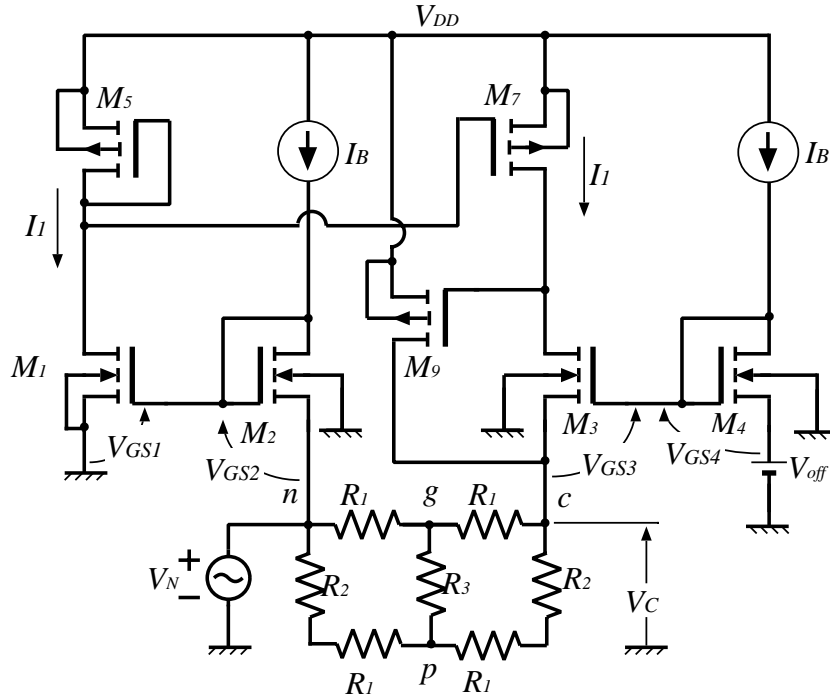 VDD
M5
M7
IB
IB
I1
I1
M1
M9
M2
M3
M4
VGS1
VGS2
VGS3
VGS4
Voff
n
R1
g
R1
c
VN
+
−
R2
R3
R2
VC
R1
p
R1